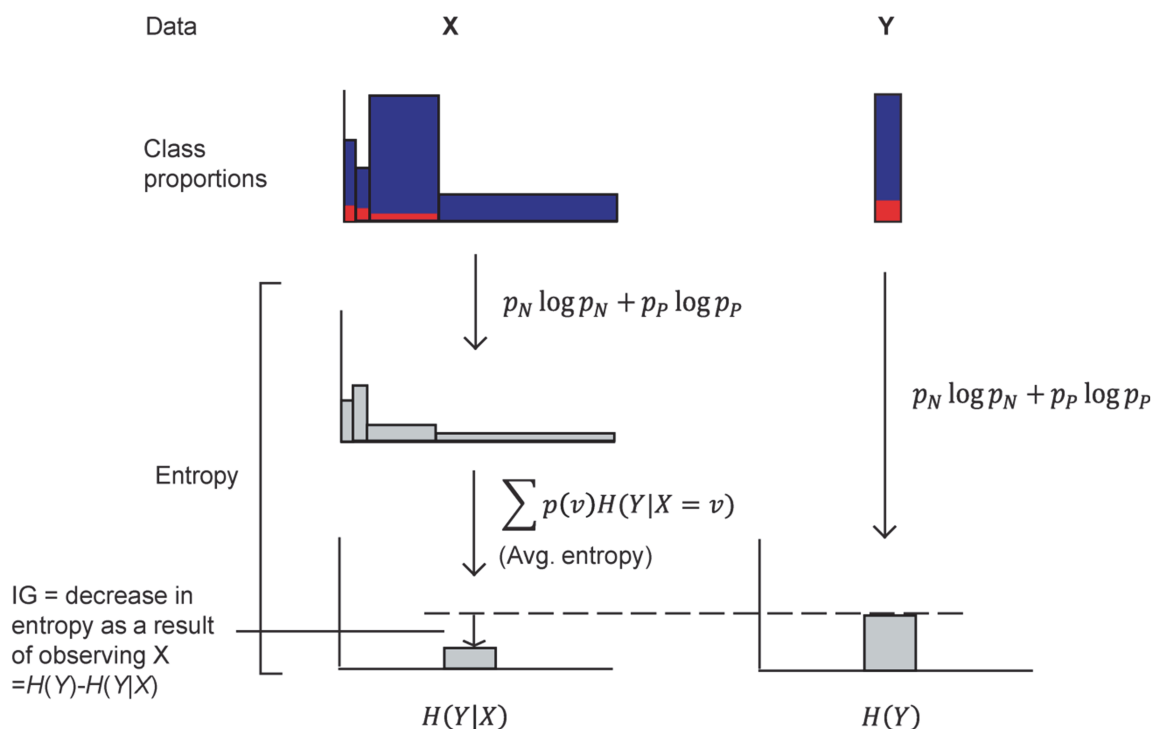 Data
X
Y
Class
proportions
p_N log p_N + p_P log p_P
p_N log p_N + p_P log p_P
Entropy
∑ p(v)H(Y|X = v)
(Avg. entropy)
IG = decrease in
entropy as a result
of observing X
=H(Y)-H(Y|X)
H(Y|X)
H(Y)